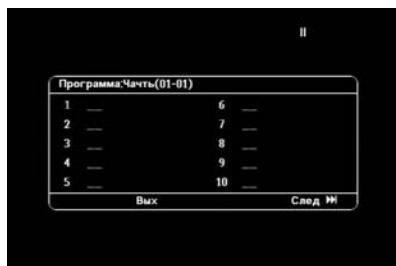 Программа:Чачть(01-01)
1 __ 6 __
2 __ 7 __
3 __ 8 __
4 __ 9 __
5 __ 10 __
Вых След ⏭